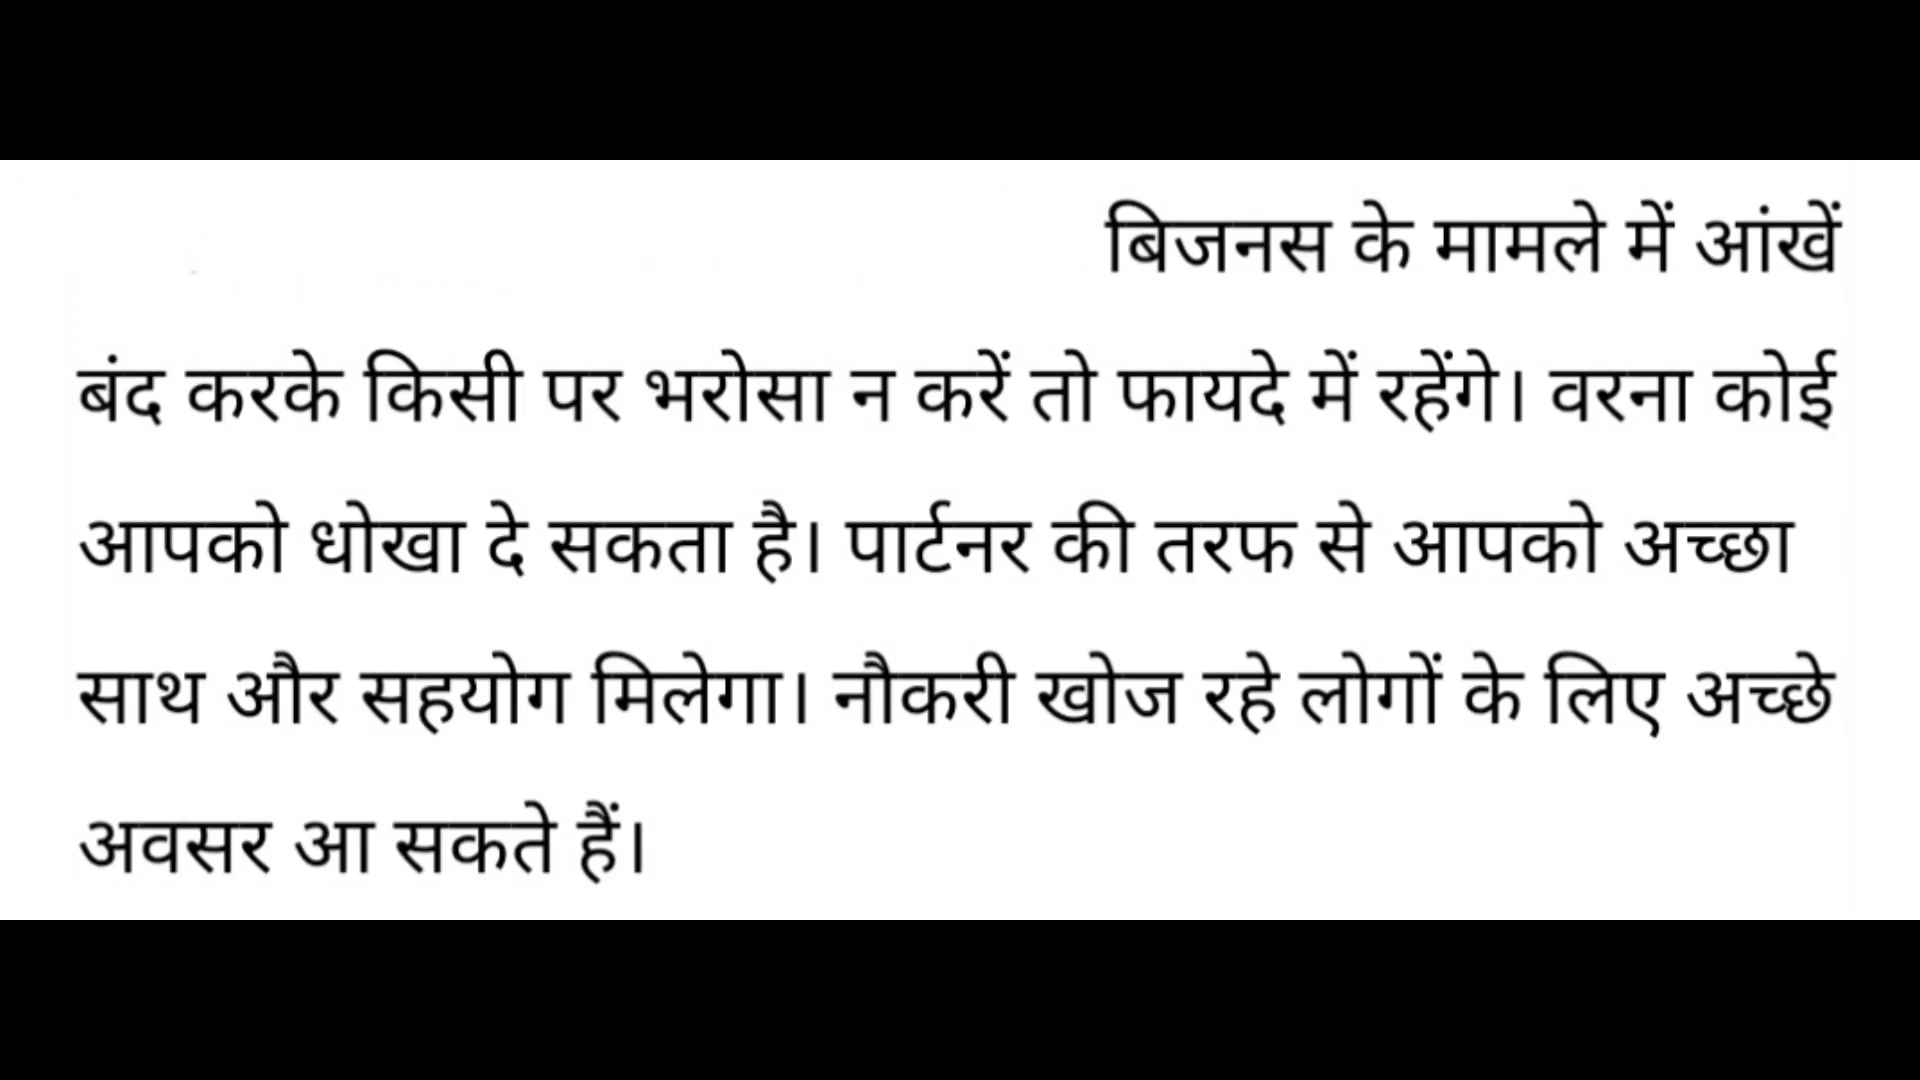 बिजनस के मामले में आंखें
बंद करके किसी पर भरोसा न करें तो फायदे में रहेंगे। वरना कोई
आपको धोखा दे सकता है। पार्टनर की तरफ से आपको अच्छा
साथ और सहयोग मिलेगा। नौकरी खोज रहे लोगों के लिए अच्छे
अवसर आ सकते हैं।